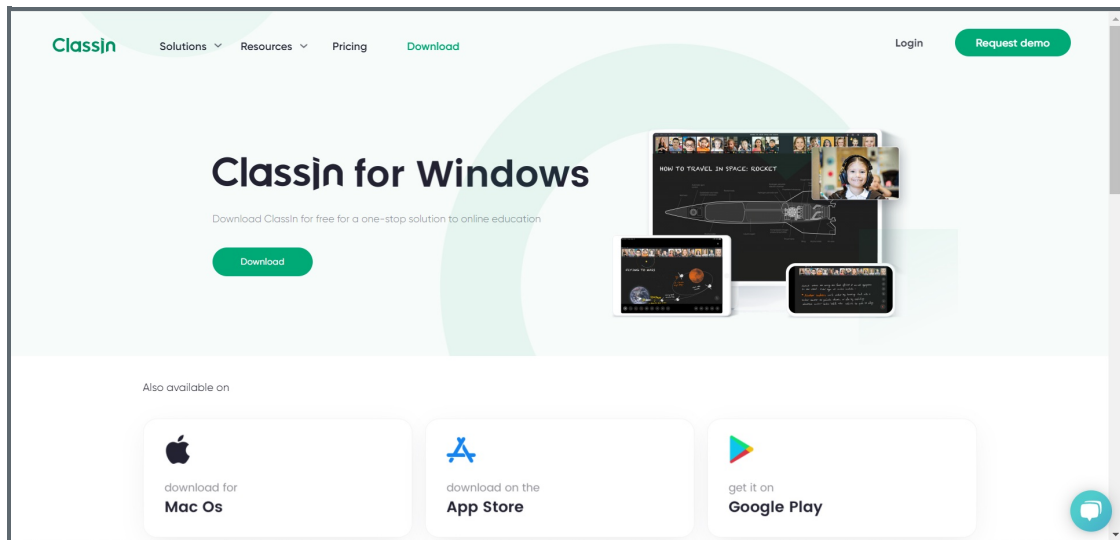 ClassIn
Solutions
Resources
Pricing
Download
Login
Request demo
ClassIn for Windows
Download ClassIn for free for a one-stop solution to online education
Download
HOW TO TRAVEL IN SPACE: ROCKET
Also available on
download for
Mac Os
download on the
App Store
get it on
Google Play